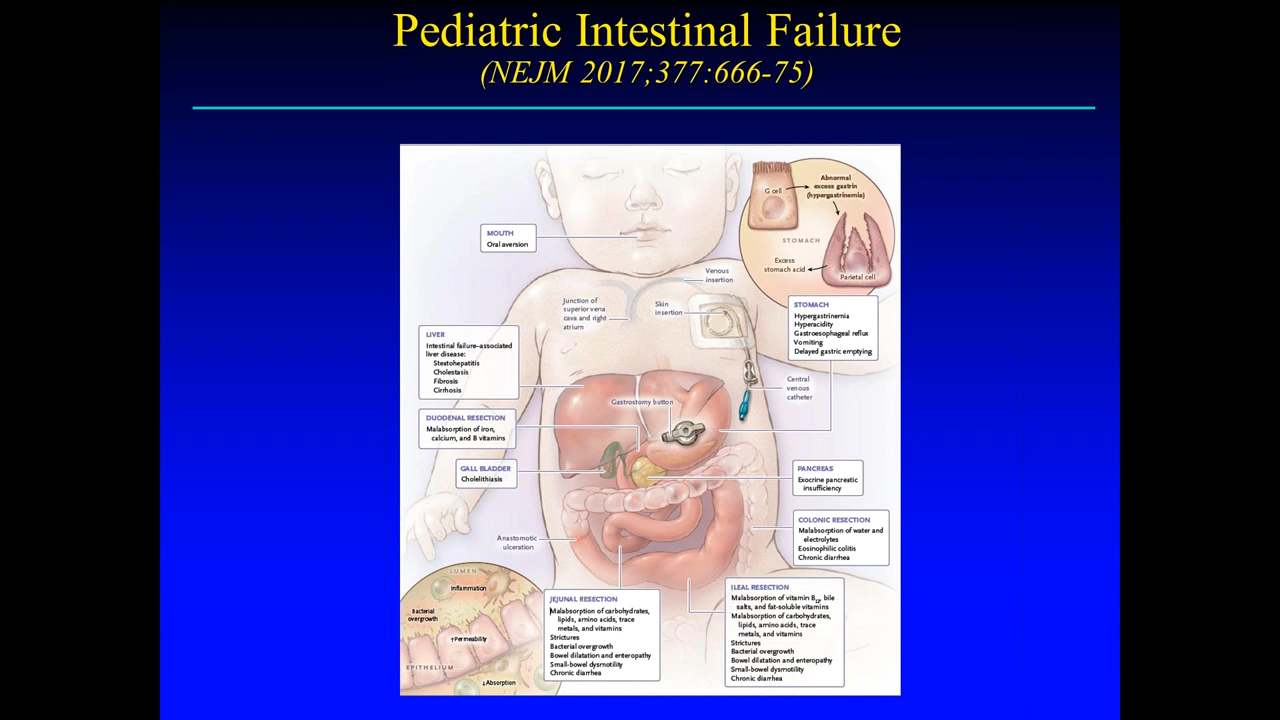 Pediatric Intestinal Failure
(NEJM 2017;377:666-75)
G cell
Abnormal
excess gastrin
(hypergastrinemia)
STOMACH
Excess
stomach acid
Parietal cell
MOUTH
Oral aversion
Venous
insertion
Junction of
superior vena
cava and right
atrium
Skin
insertion
STOMACH
Hypergastrinemia
Hyperacidity
Gastroesophageal reflux
Vomiting
Delayed gastric emptying
LIVER
Intestinal failure–associated
liver disease:
Steatohepatitis
Cholestasis
Fibrosis
Cirrhosis
Central
venous
catheter
Gastrostomy button
DUODENAL RESECTION
Malabsorption of iron,
calcium, and B vitamins
GALL BLADDER
Cholelithiasis
PANCREAS
Exocrine pancreatic
insufficiency
COLONIC RESECTION
Malabsorption of water and
electrolytes
Eosinophilic colitis
Chronic diarrhea
Anastomotic
ulceration
LUMEN
Inflammation
Bacterial
overgrowth
↑Permeability
EPITHELIUM
↓Absorption
JEJUNAL RESECTION
Malabsorption of carbohydrates,
lipids, amino acids, trace
metals, and vitamins
Strictures
Bacterial overgrowth
Bowel dilatation and enteropathy
Small-bowel dysmotility
Chronic diarrhea
ILEAL RESECTION
Malabsorption of vitamin B12, bile
salts, and fat-soluble vitamins
Malabsorption of carbohydrates,
lipids, amino acids, trace
metals, and vitamins
Strictures
Bacterial overgrowth
Bowel dilatation and enteropathy
Small-bowel dysmotility
Chronic diarrhea